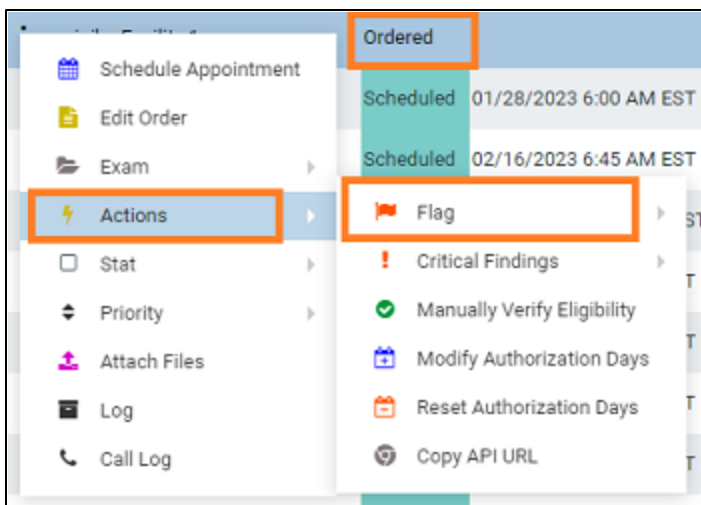 Ordered
Schedule Appointment
Scheduled 01/28/2023 6:00 AM EST
Edit Order
Exam
Scheduled 02/16/2023 6:45 AM EST
Actions
Flag
Stat
Critical Findings
Priority
Manually Verify Eligibility
Attach Files
Modify Authorization Days
Log
Reset Authorization Days
Call Log
Copy API URL